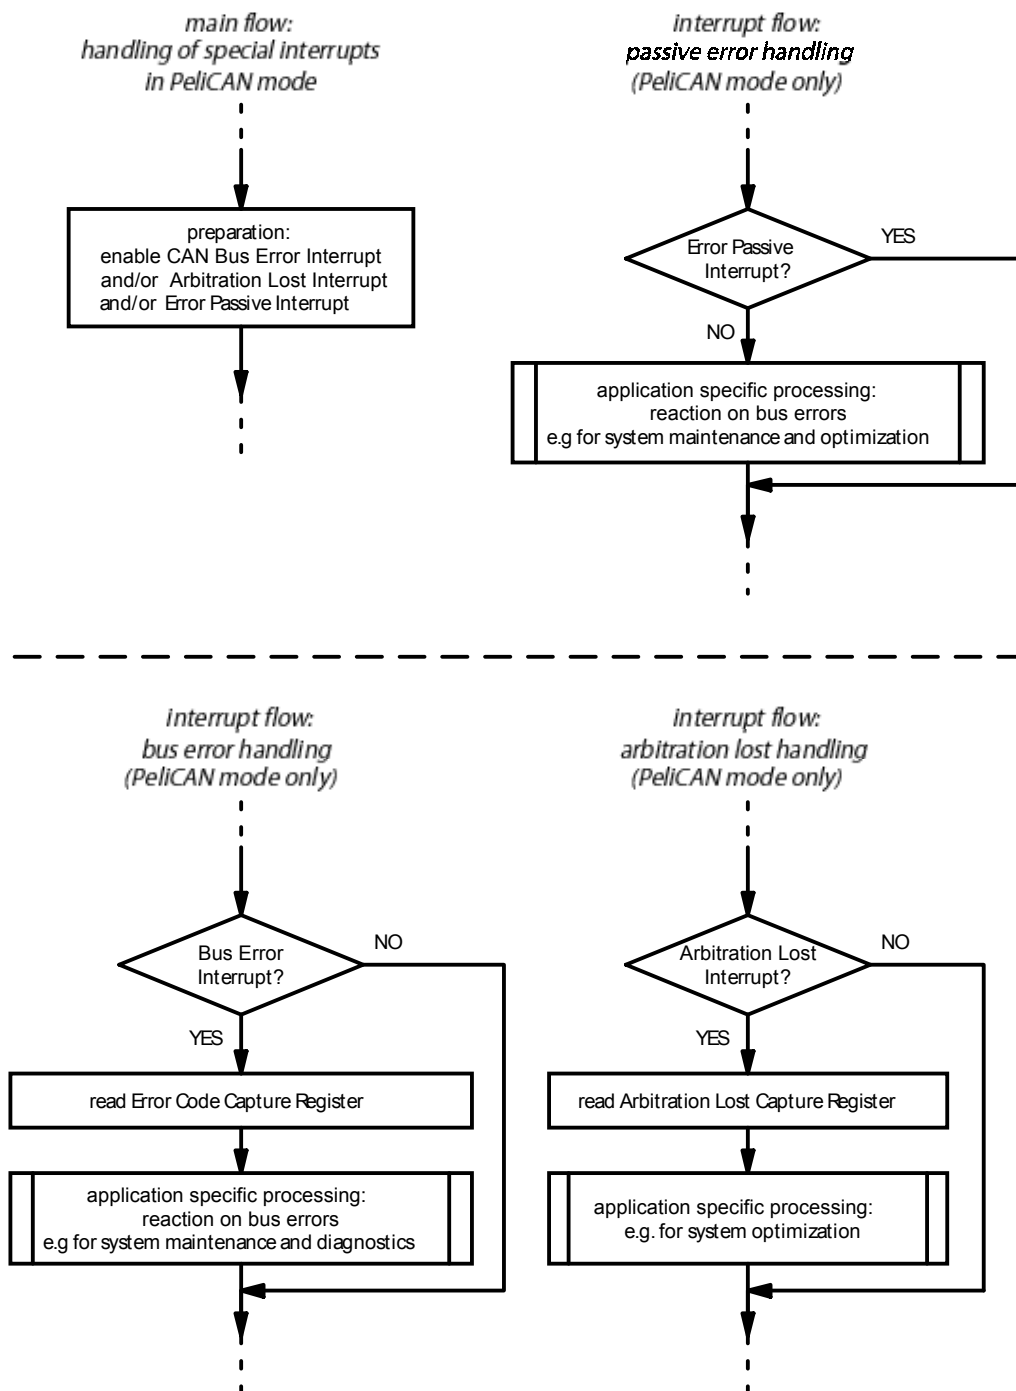 main flow:
handling of special interrupts
in PeliCAN mode
preparation:
enable CAN Bus Error Interrupt
and/or Arbitration Lost Interrupt
and/or Error Passive Interrupt
interrupt flow:
passive error handling
(PeliCAN mode only)
Error Passive
Interrupt?
YES
NO
application specific processing:
reaction on bus errors
e.g for system maintenance and optimization
interrupt flow:
bus error handling
(PeliCAN mode only)
Bus Error
Interrupt?
NO
YES
read Error Code Capture Register
application specific processing:
reaction on bus errors
e.g for system maintenance and diagnostics
interrupt flow:
arbitration lost handling
(PeliCAN mode only)
Arbitration Lost
Interrupt?
NO
YES
read Arbitration Lost Capture Register
application specific processing:
e.g. for system optimization